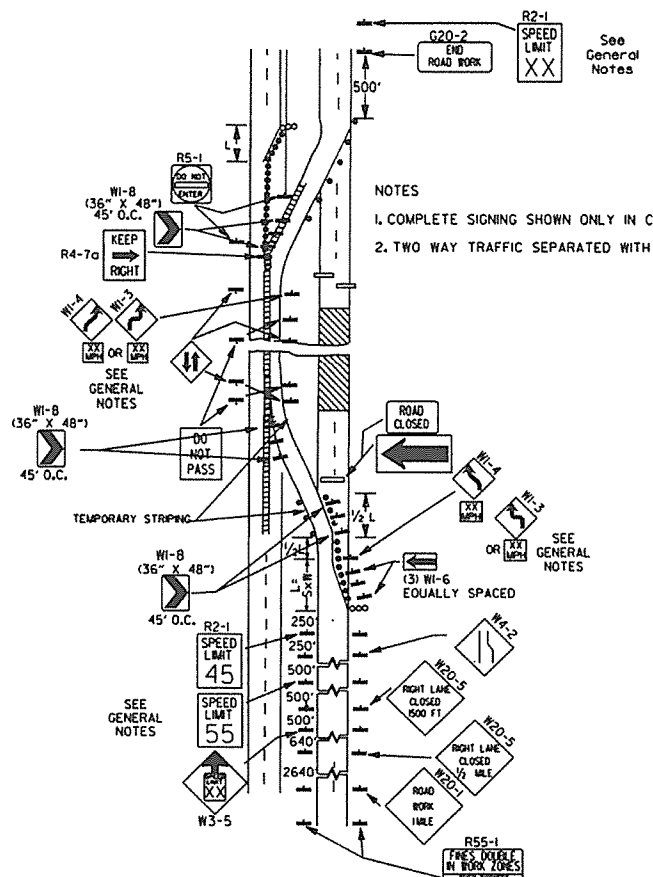 R2-1
SPEED
LIMIT
XX
See
General
Notes
G20-2
END
ROAD WORK
500'
L
R5-1
DO NOT
ENTER
W1-8
(36" X 48")
45' O.C.
KEEP
RIGHT
R4-7a
NOTES
1. COMPLETE SIGNING SHOWN ONLY IN C
2. TWO WAY TRAFFIC SEPARATED WITH
W1-4
W1-3
XX
MPH
OR
XX
MPH
SEE
GENERAL
NOTES
W1-8
(36" X 48")
45' O.C.
DO
NOT
PASS
ROAD
CLOSED
TEMPORARY STRIPING
W1-4
XX
MPH
W1-3
OR
XX
MPH
SEE
GENERAL
NOTES
1/2 L
1/2 L
L=
SxW
W1-8
(36" X 48")
45' O.C.
(3) W1-6
EQUALLY SPACED
R2-1
SPEED
LIMIT
45
250'
250'
500'
500'
500'
640'
2640'
W4-2
SEE
GENERAL
NOTES
SPEED
LIMIT
55
W20-5
RIGHT LANE
CLOSED
1500 FT
W20-5
RIGHT LANE
CLOSED
1/2
MILE
XX
W3-5
W20-1
ROAD
WORK
1 MILE
R55-1
FINES DOUBLE
IN WORK ZONES